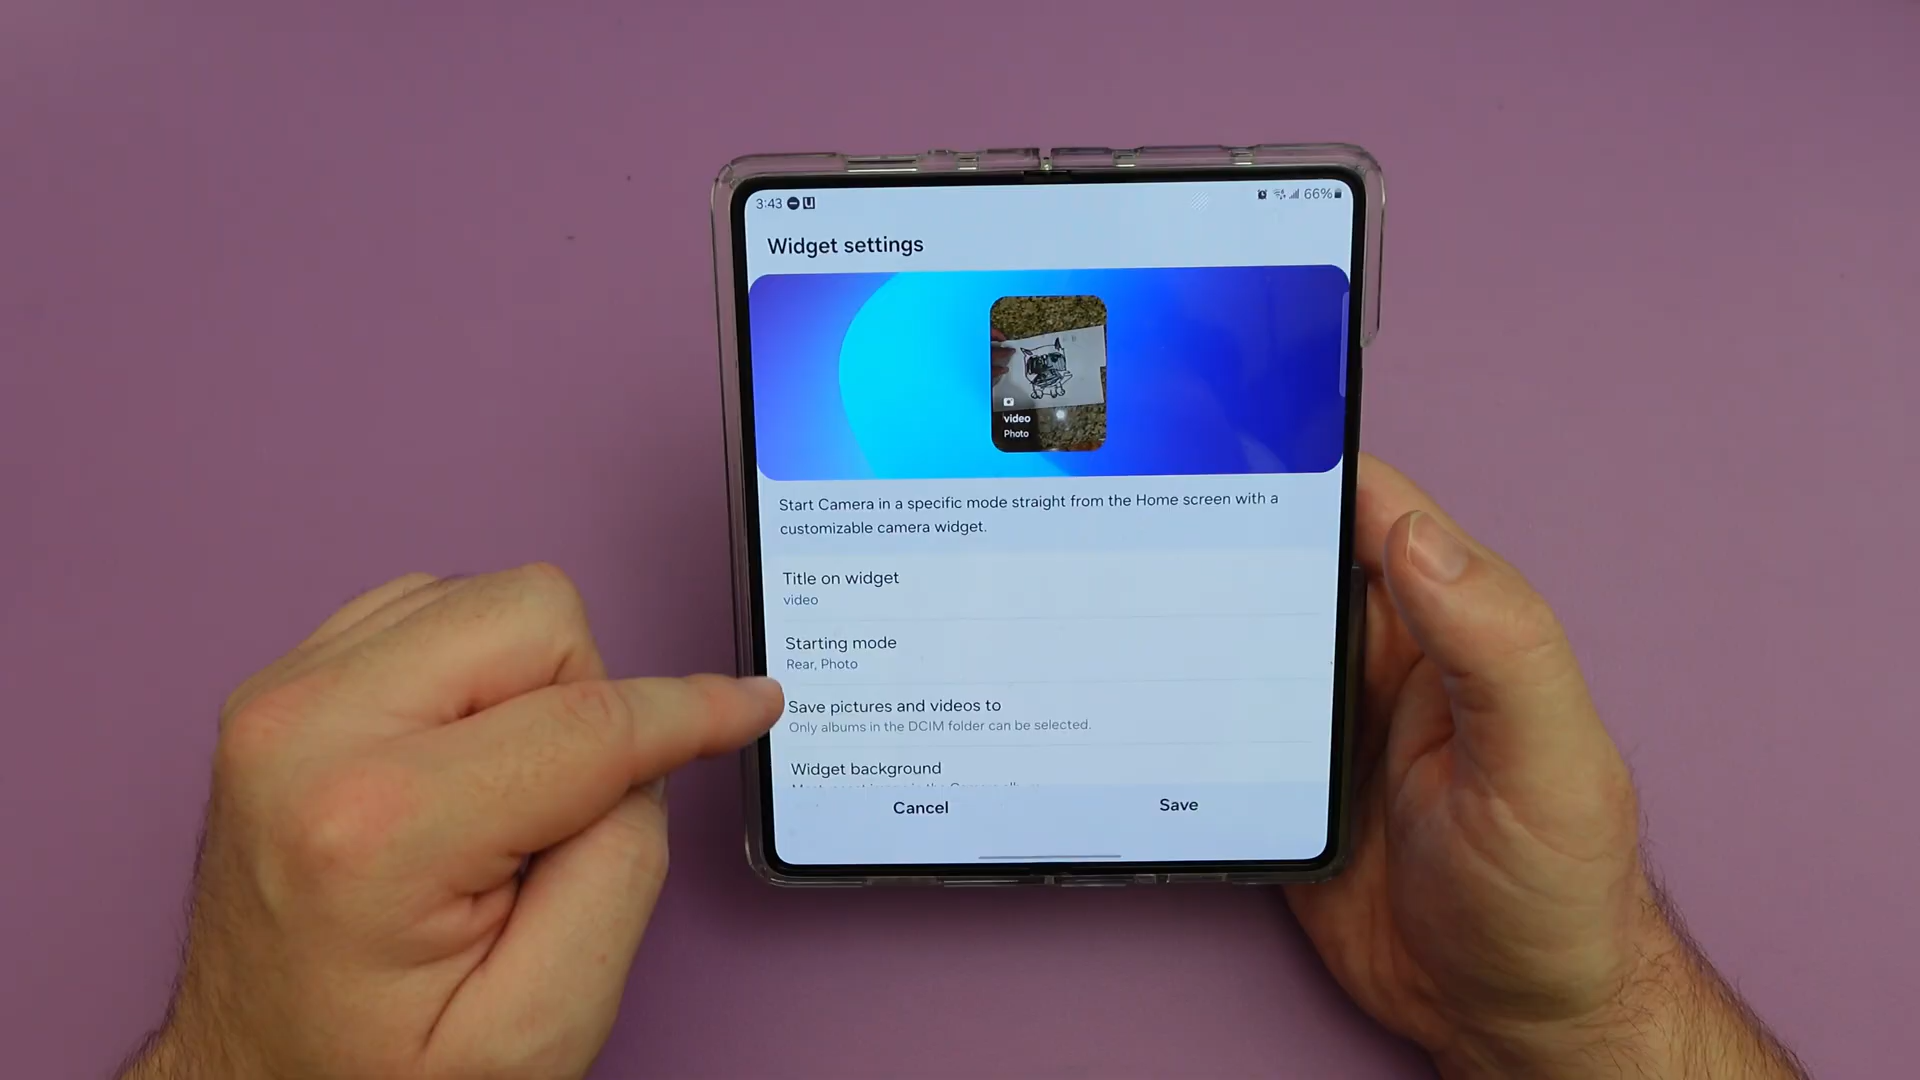 3:43
66%
Widget settings
video
Photo
Start Camera in a specific mode straight from the Home screen with a
customizable camera widget.
Title on widget
video
Starting mode
Rear, Photo
Save pictures and videos to
Only albums in the DCIM folder can be selected.
Widget background
Cancel
Save